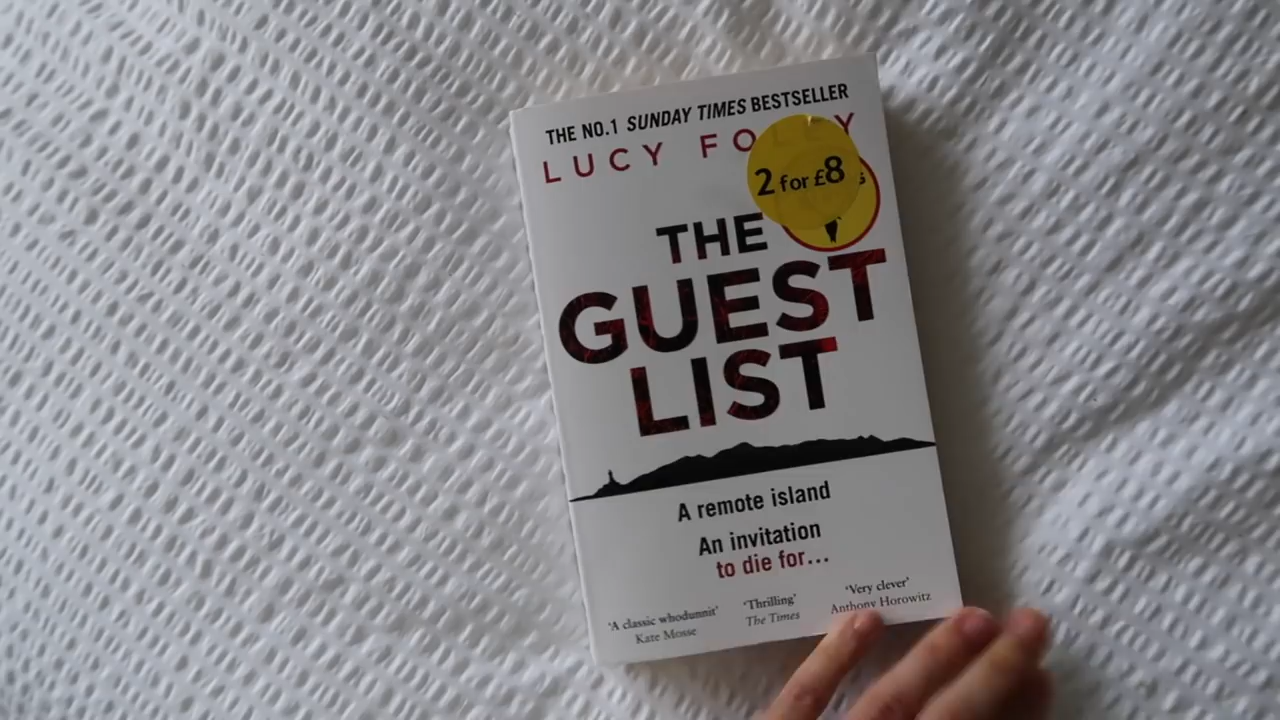 THE NO.1 SUNDAY TIMES BESTSELLER
LUCY FOLEY
2 for £8
THE
GUEST
LIST
A remote island
An invitation
to die for...
'A classic whodunnit'
Kate Mosse
'Thrilling'
The Times
'Very clever'
Anthony Horowitz